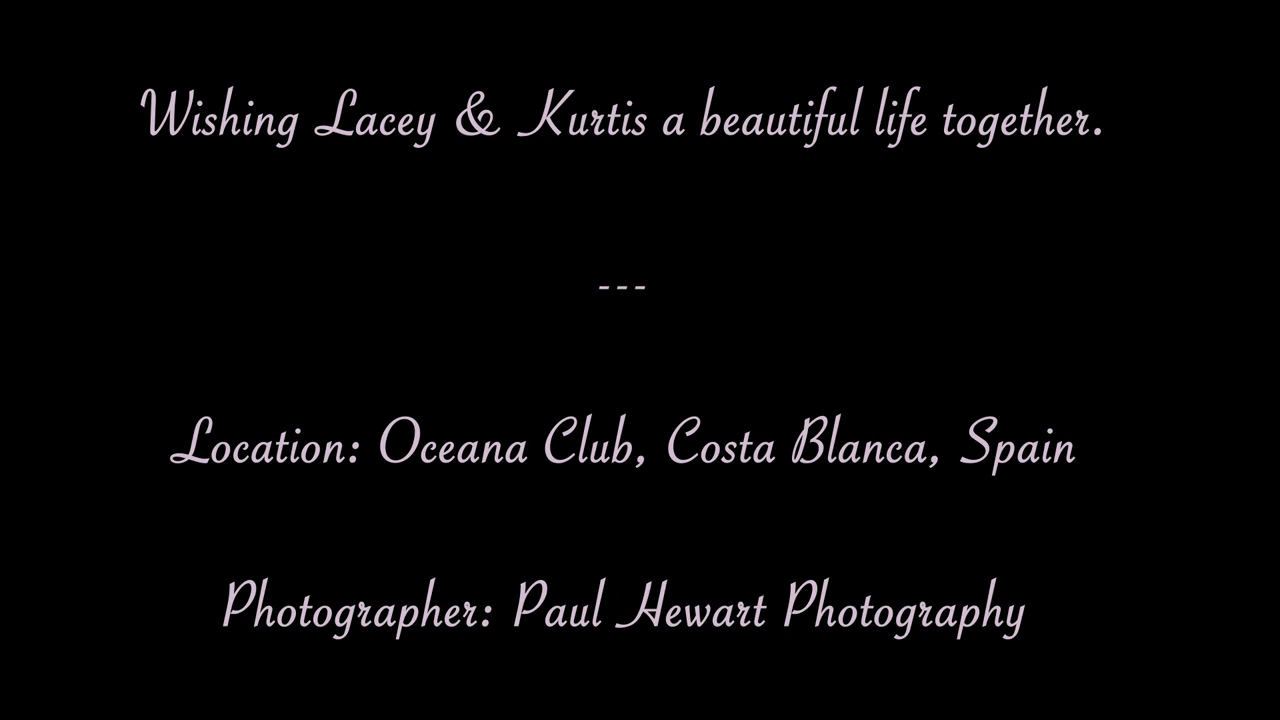 Wishing Lacey & Kurtis a beautiful life together.
---
Location: Oceana Club, Costa Blanca, Spain
Photographer: Paul Hewart Photography